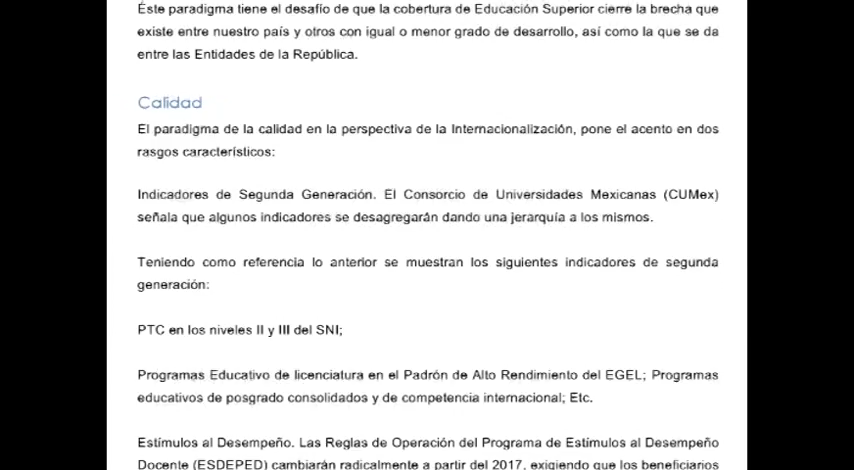 Éste paradigma tiene el desafío de que la cobertura de Educación Superior cierre la brecha que
existe entre nuestro país y otros con igual o menor grado de desarrollo, así como la que se da
entre las Entidades de la República.
Calidad
El paradigma de la calidad en la perspectiva de la Internacionalización, pone el acento en dos
rasgos característicos:
Indicadores de Segunda Generación. El Consorcio de Universidades Mexicanas (CUMex)
señala que algunos indicadores se desagregarán dando una jerarquía a los mismos.
Teniendo como referencia lo anterior se muestran los siguientes indicadores de segunda
generación:
PTC en los niveles II y III del SNI;
Programas Educativo de licenciatura en el Padrón de Alto Rendimiento del EGEL; Programas
educativos de posgrado consolidados y de competencia internacional; Etc.
Estímulos al Desempeño. Las Reglas de Operación del Programa de Estímulos al Desempeño
Docente (ESDEPED) cambiarán radicalmente a partir del 2017, exigiendo que los beneficiarios